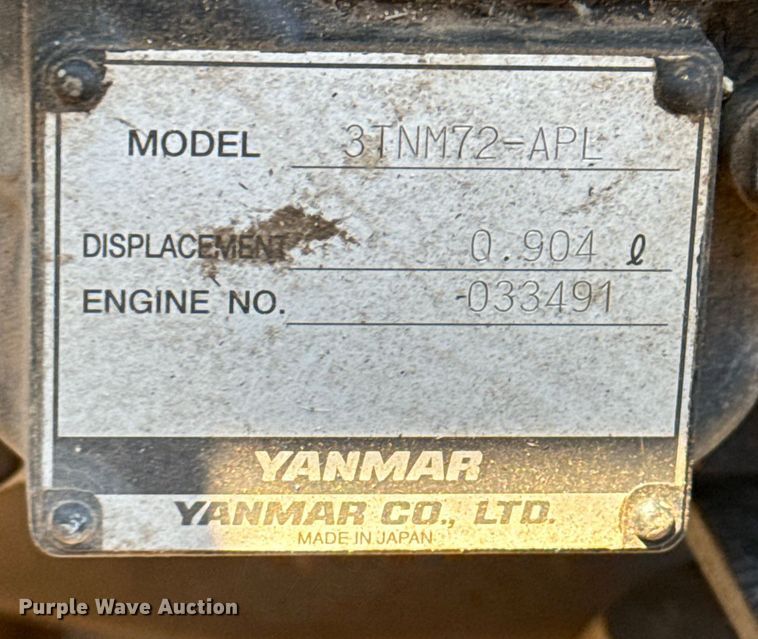 MODEL 3TNM72-APL
DISPLACEMENT 0.904 ℓ
ENGINE NO. -033491
YANMAR
YANMAR CO., LTD.
MADE IN JAPAN
Purple Wave Auction